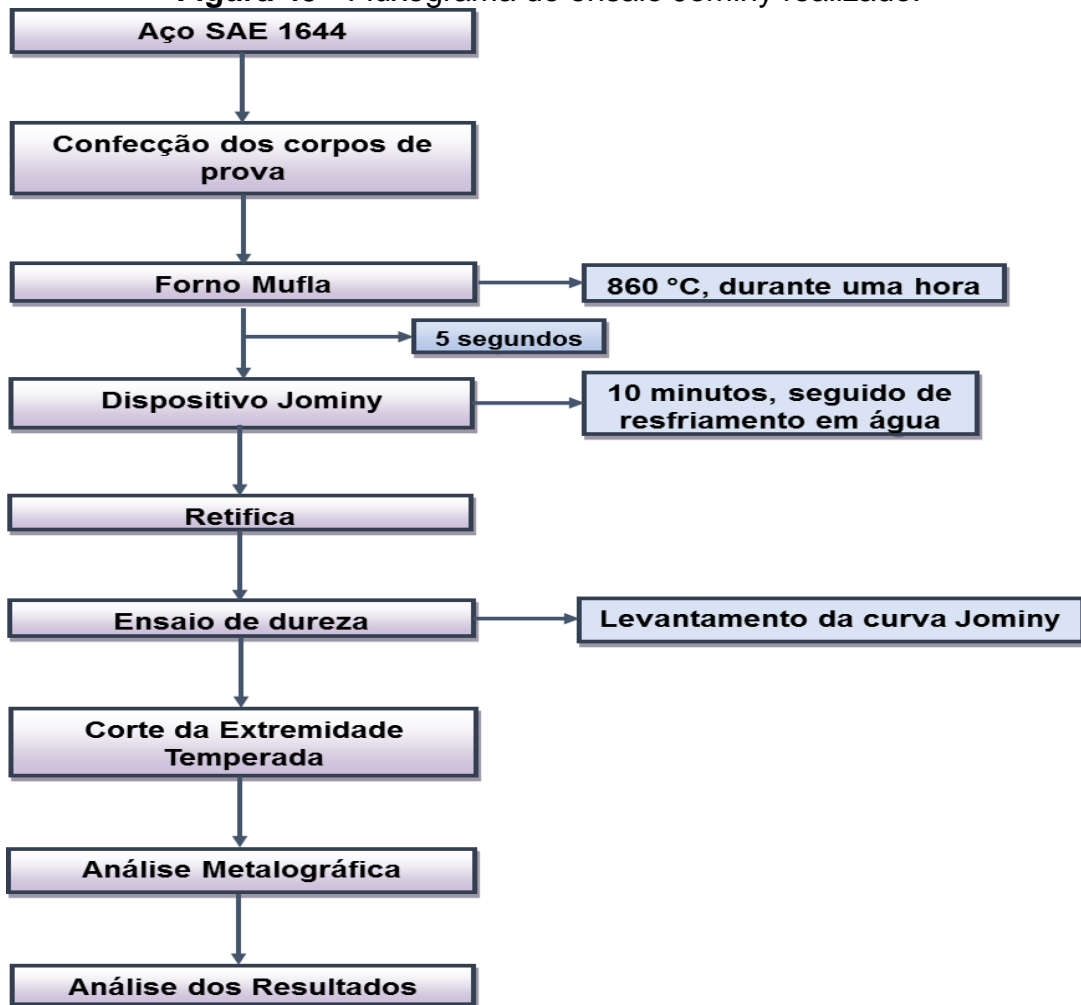 Aço SAE 1644
Confecção dos corpos de
prova
Forno Mufla
860 °C, durante uma hora
5 segundos
Dispositivo Jominy
10 minutos, seguido de
resfriamento em água
Retifica
Ensaio de dureza
Levantamento da curva Jominy
Corte da Extremidade
Temperada
Análise Metalográfica
Análise dos Resultados